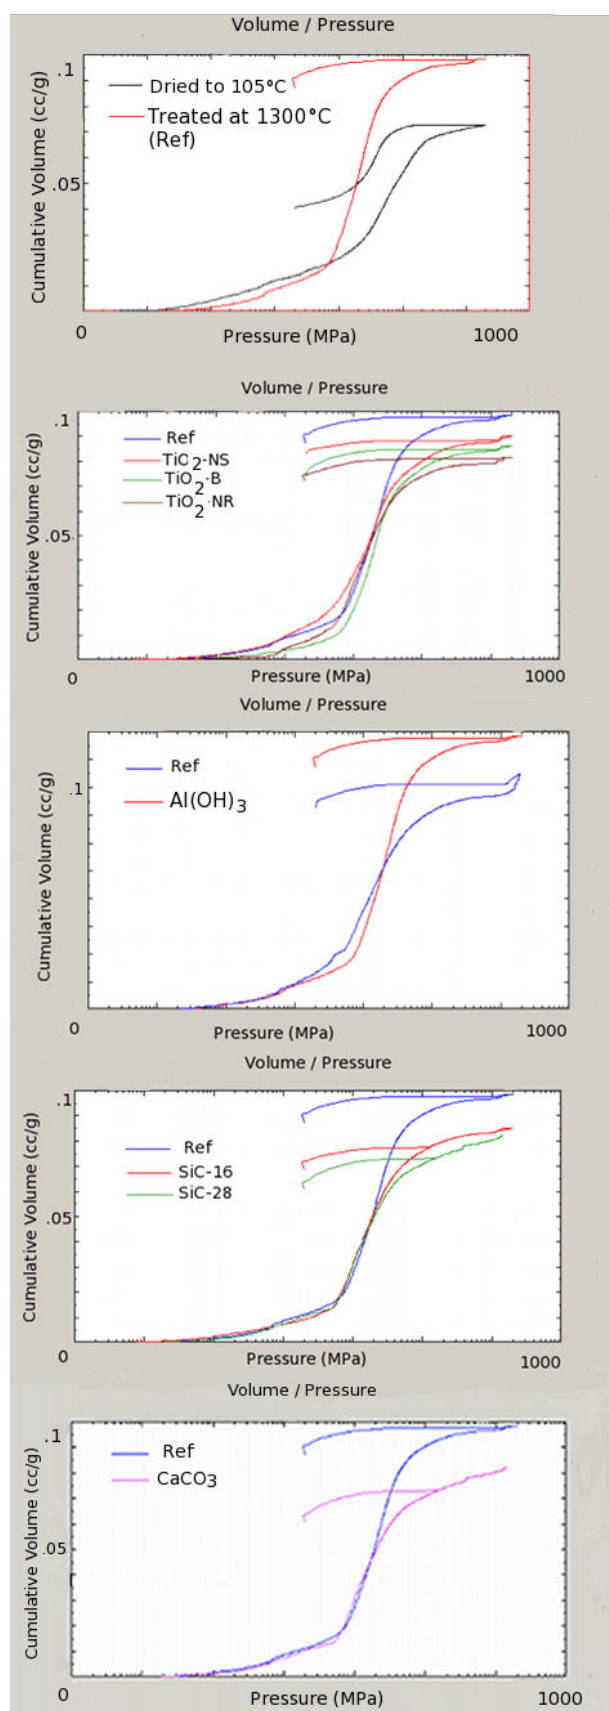 Volume / Pressure
Cumulative Volume (cc/g)
.1
.05
Dried to 105°C
Treated at 1300°C
(Ref)
0
Pressure (MPa)
1000
Volume / Pressure
Cumulative Volume (cc/g)
.1
.05
Ref
TiO2-NS
TiO2-B
TiO2-NR
0
Pressure (MPa)
1000
Volume / Pressure
Cumulative Volume (cc/g)
.1
Ref
Al(OH)3
0
Pressure (MPa)
1000
Volume / Pressure
Cumulative Volume (cc/g)
.1
.05
Ref
SiC-16
SiC-28
0
Pressure (MPa)
1000
Volume / Pressure
Cumulative Volume (cc/g)
.1
.05
Ref
CaCO3
0
Pressure (MPa)
1000